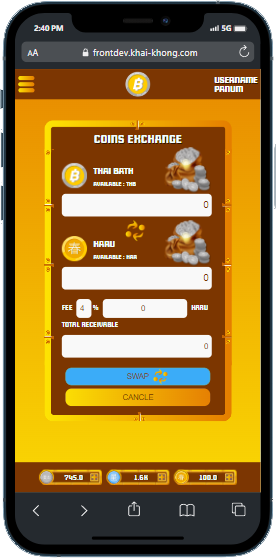 2:40 PM
5G
AA
frontdev.khai-khong.com
USERNAME
PANUM
COINS EXCHANGE
THAI BATH
AVAILABLE : THB
0
HARU
AVAILABLE : HAR
0
FEE 4 % 0 HARU
TOTAL RECEIVABLE
0
SWAP
CANCLE
745.0 1.6K 100.0